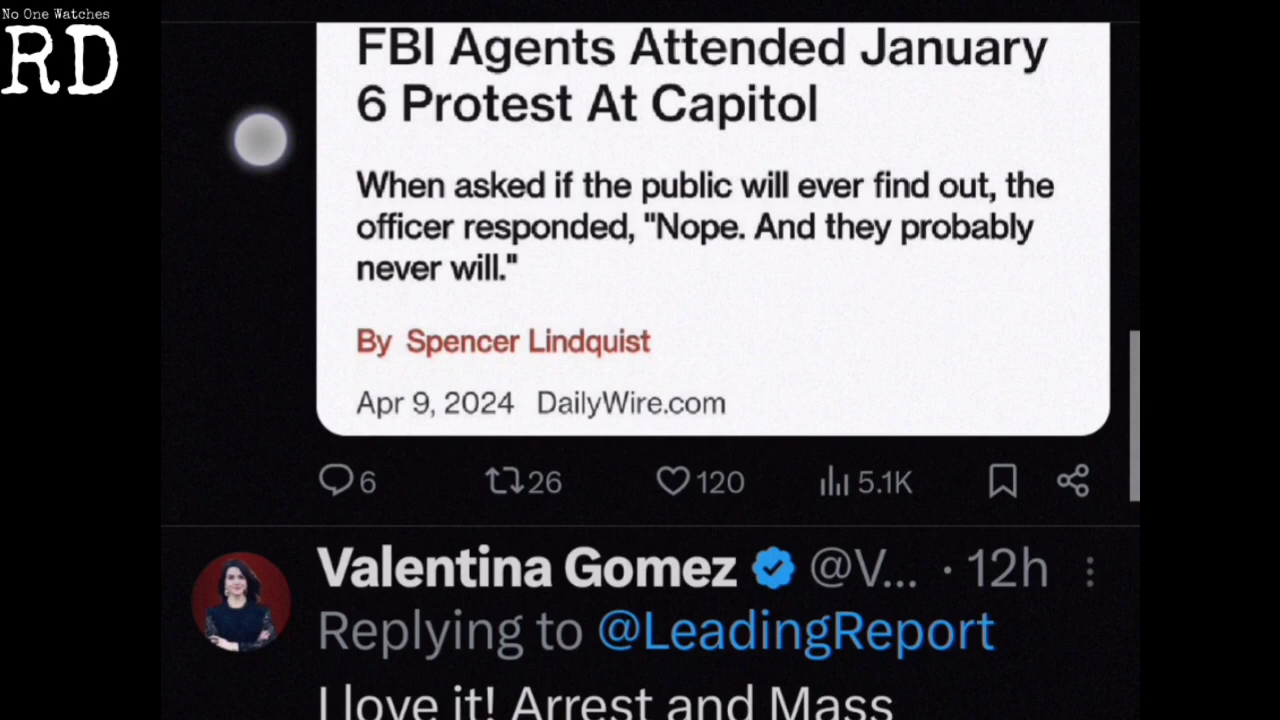 No One Watches
RD
FBI Agents Attended January
6 Protest At Capitol
When asked if the public will ever find out, the
officer responded, "Nope. And they probably
never will."
By Spencer Lindquist
Apr 9, 2024 DailyWire.com
6 26 120 5.1K
Valentina Gomez @V... · 12h
Replying to @LeadingReport
I love it! Arrest and Mass